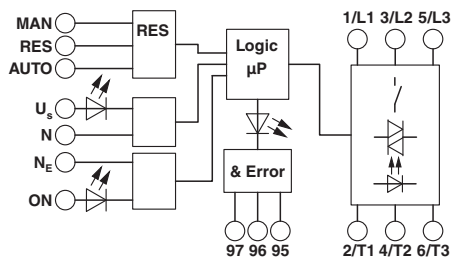 MAN
RES
AUTO
RES
Us
N
NE
ON
Logic
µP
& Error
97 96 95
1/L1 3/L2 5/L3
2/T1 4/T2 6/T3